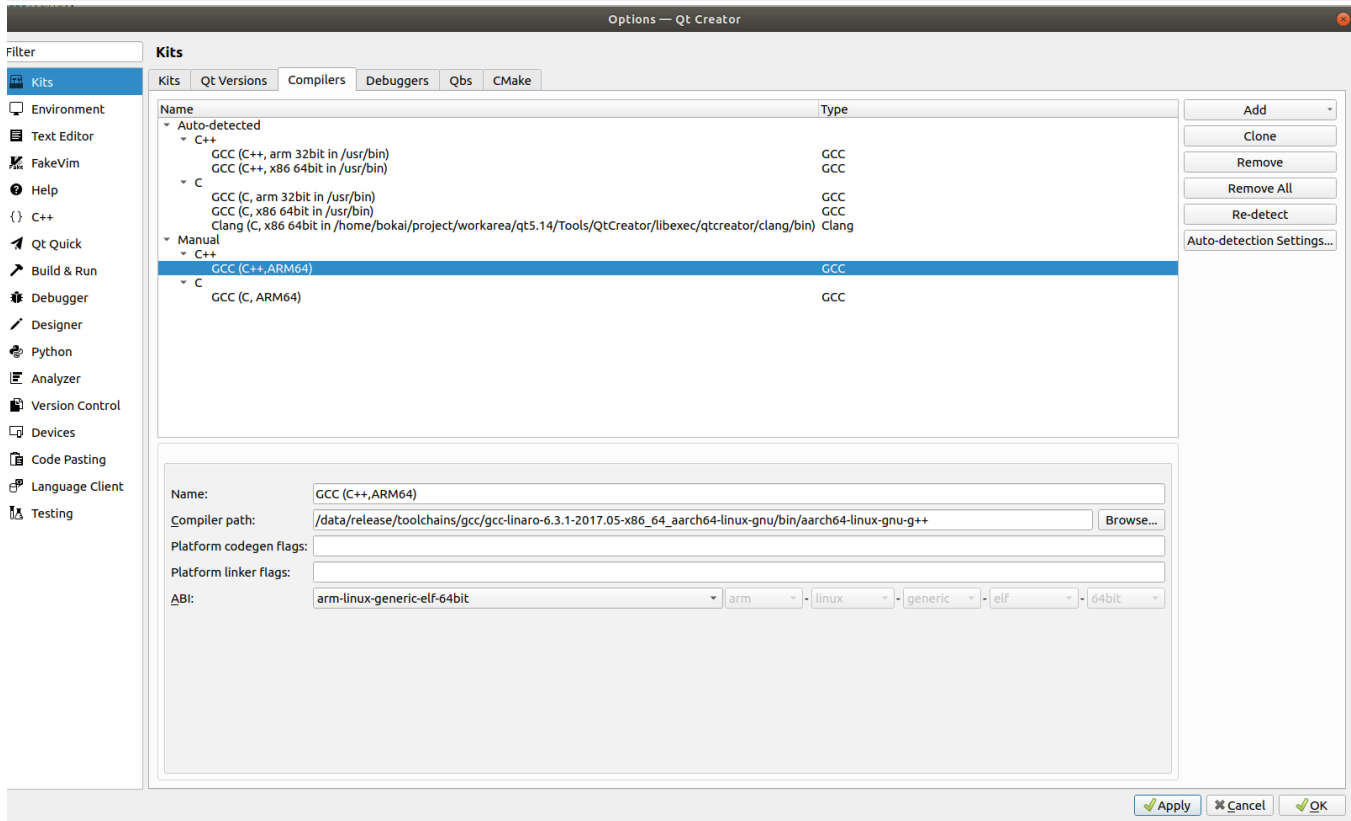 Options — Qt Creator
Filter
Kits
Environment
Text Editor
FakeVim
Help
{} C++
Qt Quick
Build & Run
Debugger
Designer
Python
Analyzer
Version Control
Devices
Code Pasting
Language Client
Testing
Kits
Kits Qt Versions Compilers Debuggers Qbs CMake
Name Type
Auto-detected
C++
GCC (C++, arm 32bit in /usr/bin) GCC
GCC (C++, x86 64bit in /usr/bin) GCC
C
GCC (C, arm 32bit in /usr/bin) GCC
GCC (C, x86 64bit in /usr/bin) GCC
Clang (C, x86 64bit in /home/bokai/project/workarea/qt5.14/Tools/QtCreator/libexec/qtcreator/clang/bin) Clang
Manual
C++
GCC (C++,ARM64) GCC
C
GCC (C, ARM64) GCC
Add
Clone
Remove
Remove All
Re-detect
Auto-detection Settings...
Name: GCC (C++,ARM64)
Compiler path: /data/release/toolchains/gcc/gcc-linaro-6.3.1-2017.05-x86_64_aarch64-linux-gnu/bin/aarch64-linux-gnu-g++ Browse...
Platform codegen flags:
Platform linker flags:
ABI: arm-linux-generic-elf-64bit arm - linux - generic - elf - 64bit
Apply Cancel OK